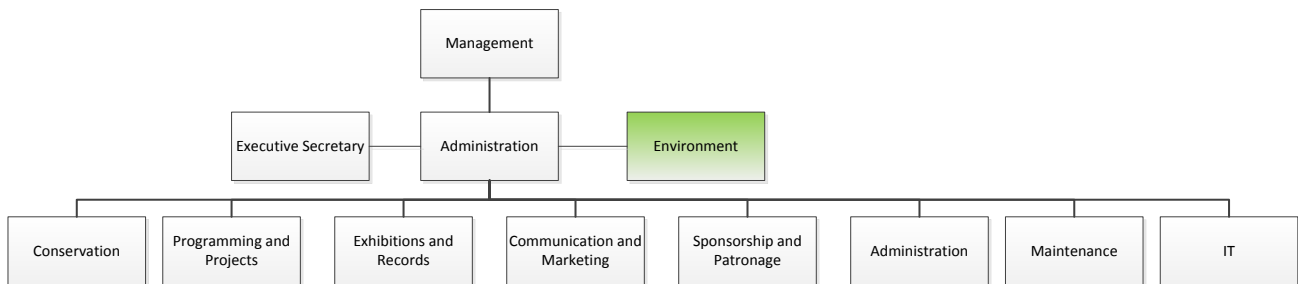 Management
Executive Secretary
Administration
Environment
Conservation
Programming and
Projects
Exhibitions and
Records
Communication and
Marketing
Sponsorship and
Patronage
Administration
Maintenance
IT